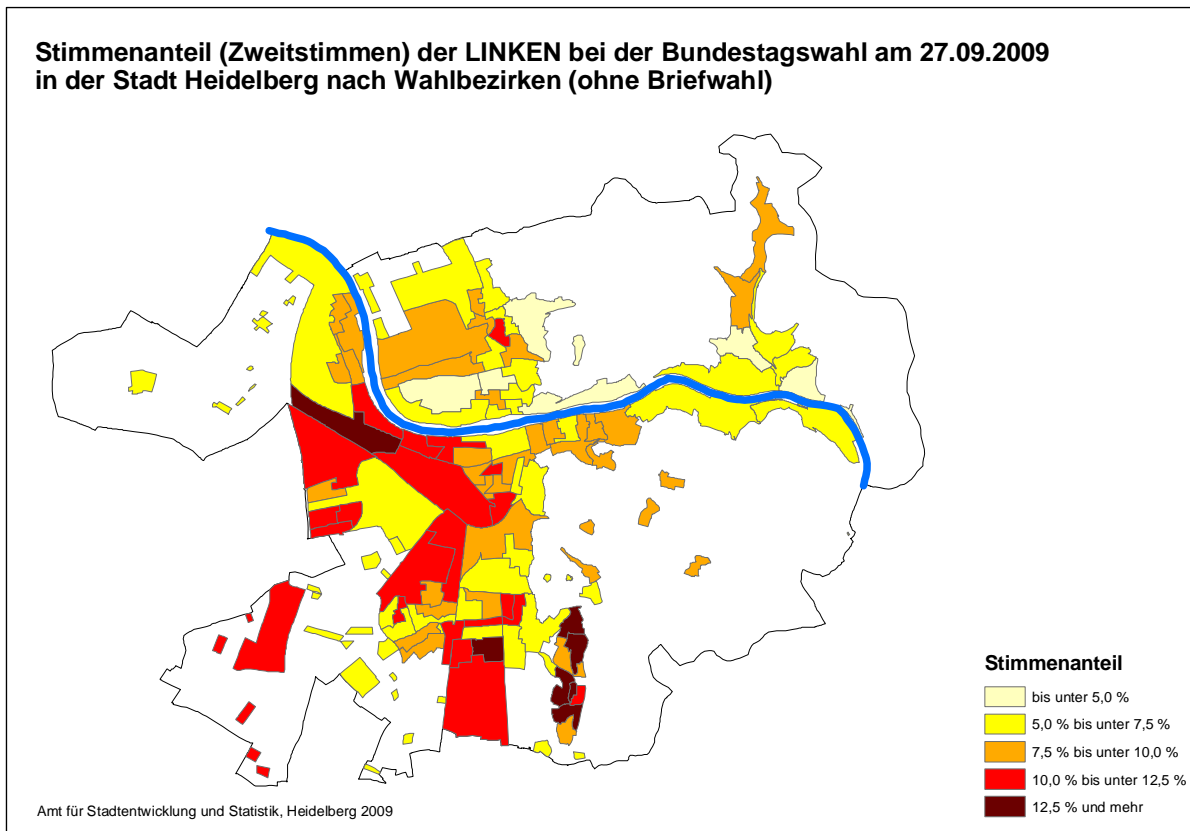 Stimmenanteil (Zweitstimmen) der LINKEN bei der Bundestagswahl am 27.09.2009
in der Stadt Heidelberg nach Wahlbezirken (ohne Briefwahl)
Stimmenanteil
bis unter 5,0 %
5,0 % bis unter 7,5 %
7,5 % bis unter 10,0 %
10,0 % bis unter 12,5 %
12,5 % und mehr
Amt für Stadtentwicklung und Statistik, Heidelberg 2009